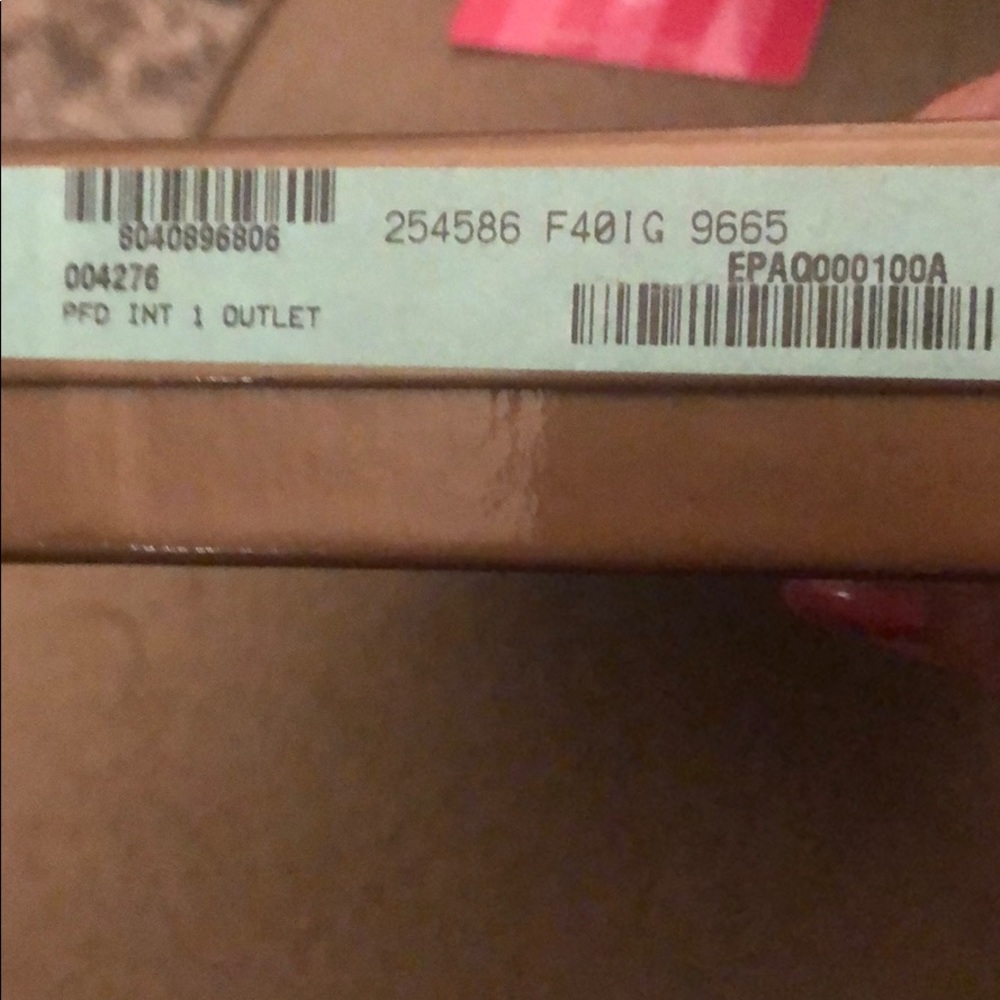 8040896806
004276
PFD INT 1 OUTLET
254586 F40IG 9665
EPAQ000100A